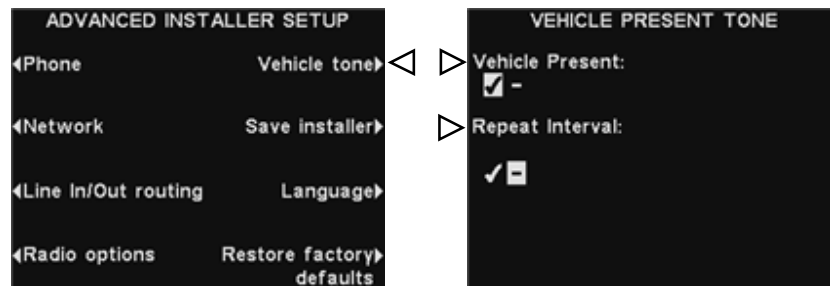 ADVANCED INSTALLER SETUP
Phone
Vehicle tone
Network
Save installer
Line In/Out routing
Language
Radio options
Restore factory
defaults
VEHICLE PRESENT TONE
Vehicle Present:
✓ -
Repeat Interval:
✓ -